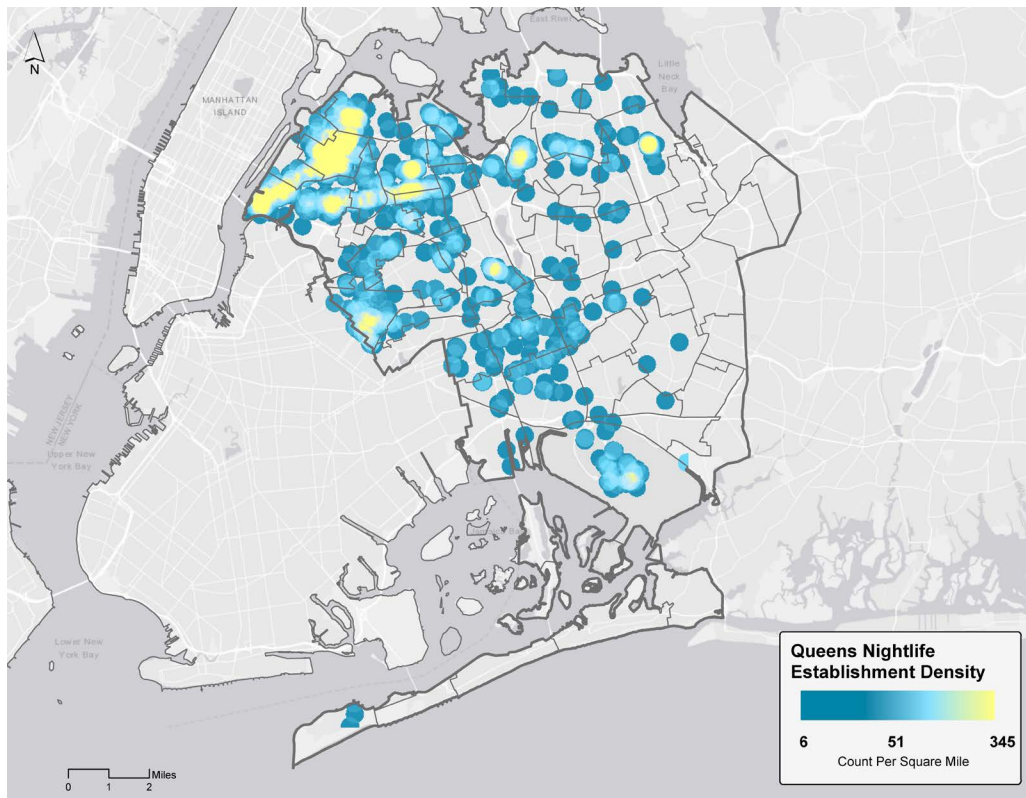 East River
Little
Neck
Bay
N
MANHATTAN
ISLAND
NEW JERSEY
NEW YORK
Upper New
York Bay
Lower New
York Bay
Queens Nightlife
Establishment Density
6 51 345
Count Per Square Mile
Miles
0 1 2